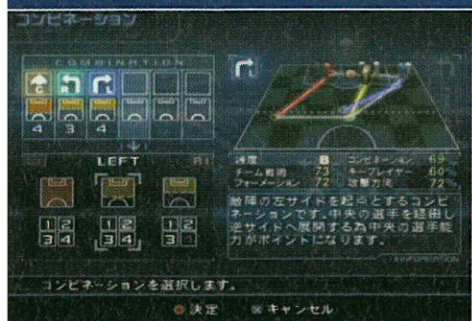 コンビネーション
COMBINATION
C
4 3 4
LEFT R1
1 2 1 2 1 2
3 4 3 4 3
速度 B コンビネーション 69%
チーム戦術 73% キープレイヤー 60%
フォーメーション 72% 攻撃方法 72%
敵陣の左サイドを起点とするコンビ
ネーションです。中央の選手を経由し
逆サイドへ展開する為中央の選手能
力がポイントになります。
INFORMATION
コンビネーションを選択します。
決定 キャンセル